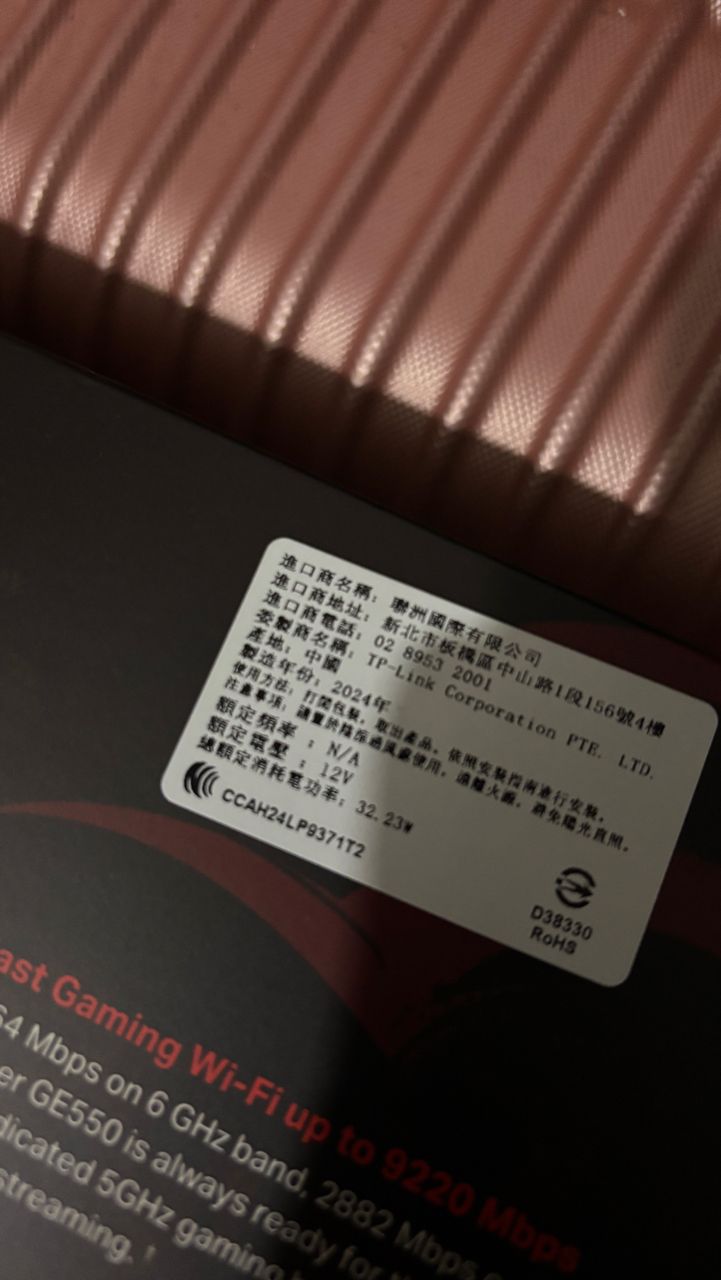 進口商名稱: 聯洲國際有限公司
進口商地址: 新北市板橋區中山路1段156號4樓
進口商電話: 02 8953 2001
委製商名稱: TP-Link Corporation PTE. LTD.
產地: 中國
製造年份: 2024年
使用方法: 打開包裝, 取出產品, 依照安裝指南進行安裝。
注意事項: 請置於陰涼通風處使用, 遠離火源, 避免陽光直照。
額定頻率 : N/A
額定電壓 : 12V
總額定消耗電功率: 32.23W
CCAH24LP9371T2
D38330
RoHS
ast Gaming Wi-Fi up to 9220 Mbps
64 Mbps on 6 GHz band, 2882 Mbps
er GE550 is always ready for
dicated 5GHz gaming
streaming.